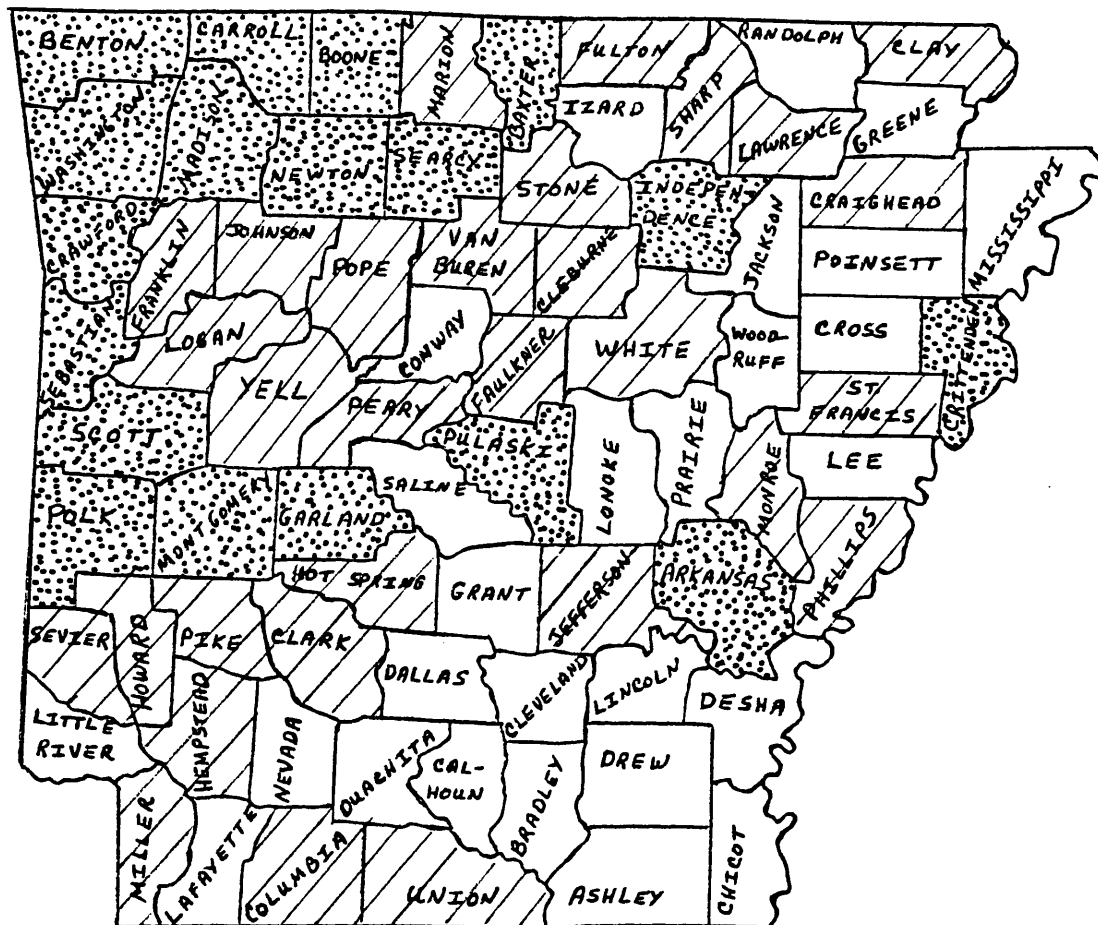 BENTON
CARROLL
BOONE
MARION
BAXTER
FULTON
RANDOLPH
CLAY
IZARD
SHARP
LAWRENCE
GREENE
WASHINGTON
MADISON
NEWTON
SEARCY
STONE
INDEPEN
DENCE
JACKSON
CRAIGHEAD
MISSISSIPPI
CRAWFORD
FRANKLIN
JOHNSON
POPE
VAN
BUREN
CLEBURNE
POINSETT
SEBASTIAN
LOGAN
CONWAY
FAULKNER
WHITE
WOOD-
RUFF
CROSS
CRITTENDEN
YELL
PERRY
ST
FRANCIS
SCOTT
PULASKI
LONOKE
PRAIRIE
MONROE
LEE
POLK
MONTGOMERY
GARLAND
SALINE
PHILLIPS
HOT SPRING
GRANT
JEFFERSON
ARKANSAS
SEVIER
HOWARD
PIKE
CLARK
DALLAS
CLEVELAND
LINCOLN
DESHA
LITTLE
RIVER
HEMPSTEAD
NEVADA
OUACHITA
CAL-
HOUN
BRADLEY
DREW
MILLER
LAFAYETTE
COLUMBIA
UNION
ASHLEY
CHICOT